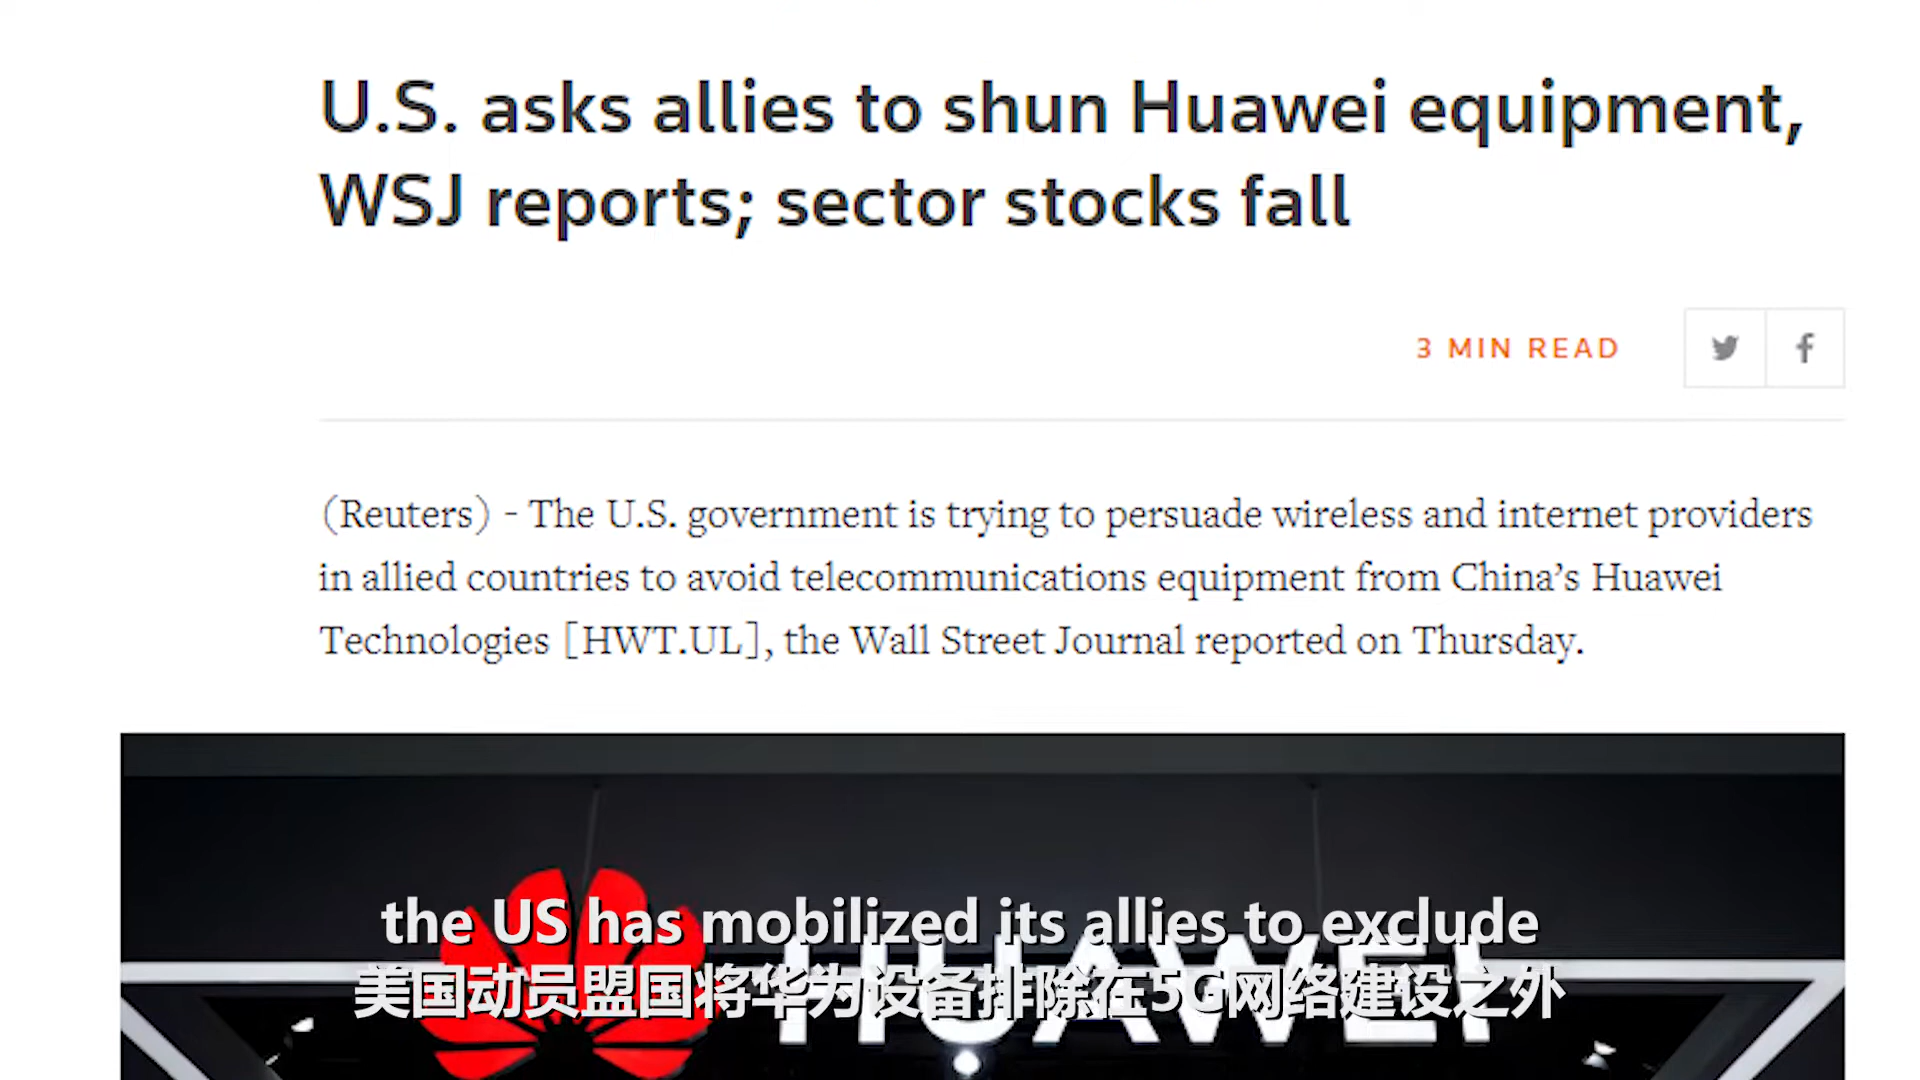 U.S. asks allies to shun Huawei equipment,
WSJ reports; sector stocks fall
3 MIN READ
(Reuters) - The U.S. government is trying to persuade wireless and internet providers
in allied countries to avoid telecommunications equipment from China’s Huawei
Technologies [HWT.UL], the Wall Street Journal reported on Thursday.
HUAWEI
the US has mobilized its allies to exclude
美国动员盟国将华为设备排除在5G网络建设之外